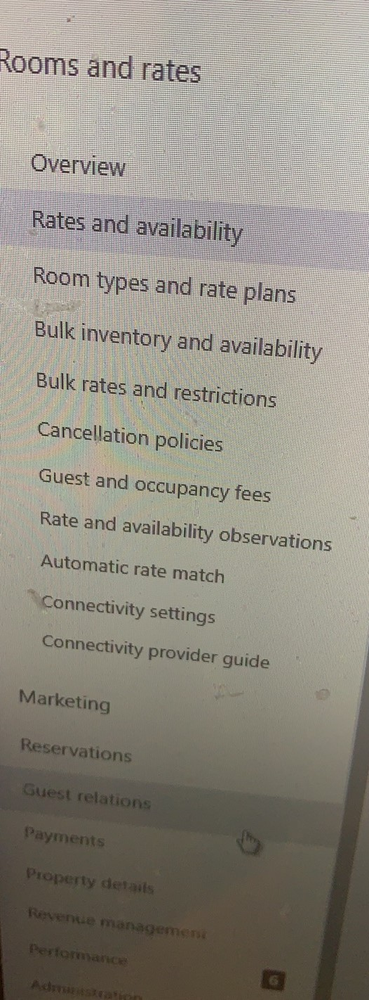 Rooms and rates
Overview
Rates and availability
Room types and rate plans
Bulk inventory and availability
Bulk rates and restrictions
Cancellation policies
Guest and occupancy fees
Rate and availability observations
Automatic rate match
Connectivity settings
Connectivity provider guide
Marketing
Reservations
Guest relations
Payments
Property details
Revenue management
Performance
6
Administration